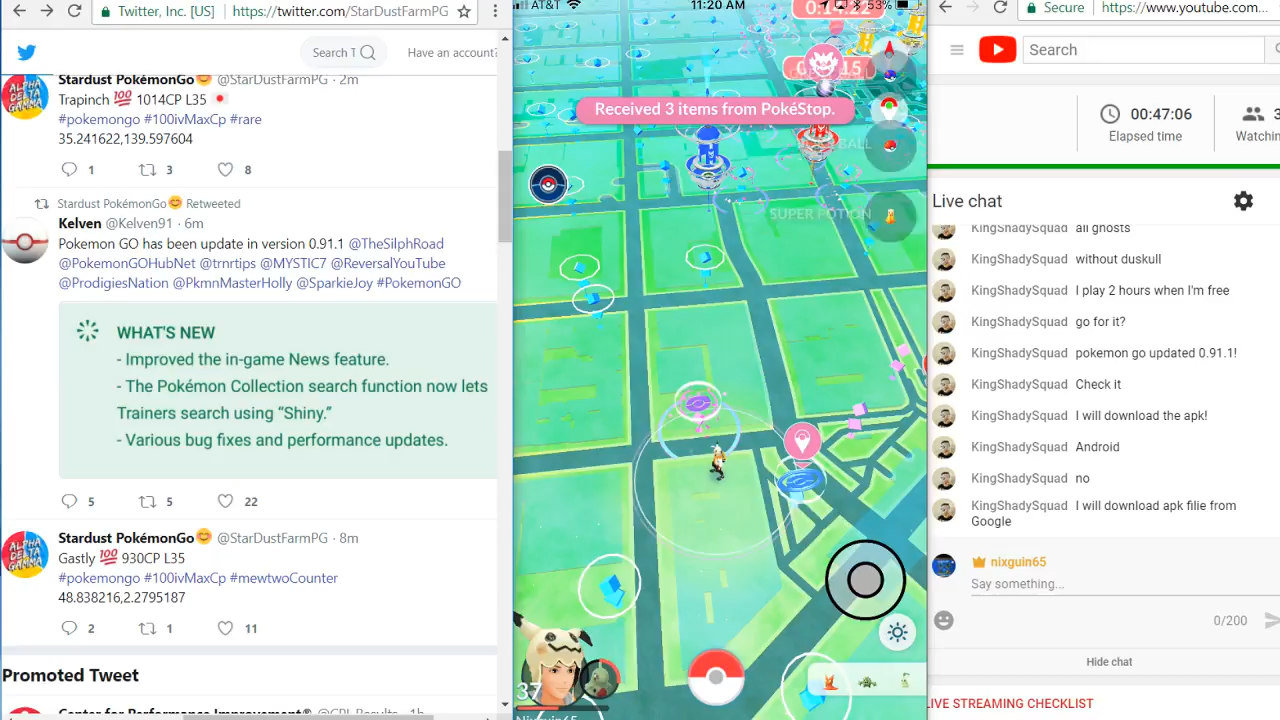 Twitter, Inc. [US]
https://twitter.com/StarDustFarmPG
Search T
Have an account?
Stardust PokémonGo😊 @StarDustFarmPG · 2m
Trapinch 💯 1014CP L35
#pokemongo #100ivMaxCp #rare
35.241622,139.597604
1 3 8
Stardust PokémonGo😊 Retweeted
Kelven @Kelven91 · 6m
Pokemon GO has been update in version 0.91.1 @TheSilphRoad
@PokemonGOHubNet @trnrtips @MYSTIC7 @ReversalYouTube
@ProdigiesNation @PkmnMasterHolly @SparkieJoy #PokemonGO
WHAT'S NEW
- Improved the in-game News feature.
- The Pokémon Collection search function now lets
Trainers search using “Shiny.”
- Various bug fixes and performance updates.
5 5 22
Stardust PokémonGo😊 @StarDustFarmPG · 8m
Gastly 💯 930CP L35
#pokemongo #100ivMaxCp #mewtwoCounter
48.838216,2.2795187
2 1 11
Promoted Tweet
Center for Performance Improvement® @CPI_Results · 1h
AT&T
11:20 AM
53%
Received 3 items from PokéStop.
SUPER POTION
37
Nixguin65
Secure
https://www.youtube.com...
Search
00:47:06
Elapsed time
3
Watchin
Live chat
KingShadySquad all ghosts
KingShadySquad without duskull
KingShadySquad I play 2 hours when I'm free
KingShadySquad go for it?
KingShadySquad pokemon go updated 0.91.1!
KingShadySquad Check it
KingShadySquad I will download the apk!
KingShadySquad Android
KingShadySquad no
KingShadySquad I will download apk filie from
Google
nixguin65
Say something...
0/200
Hide chat
LIVE STREAMING CHECKLIST